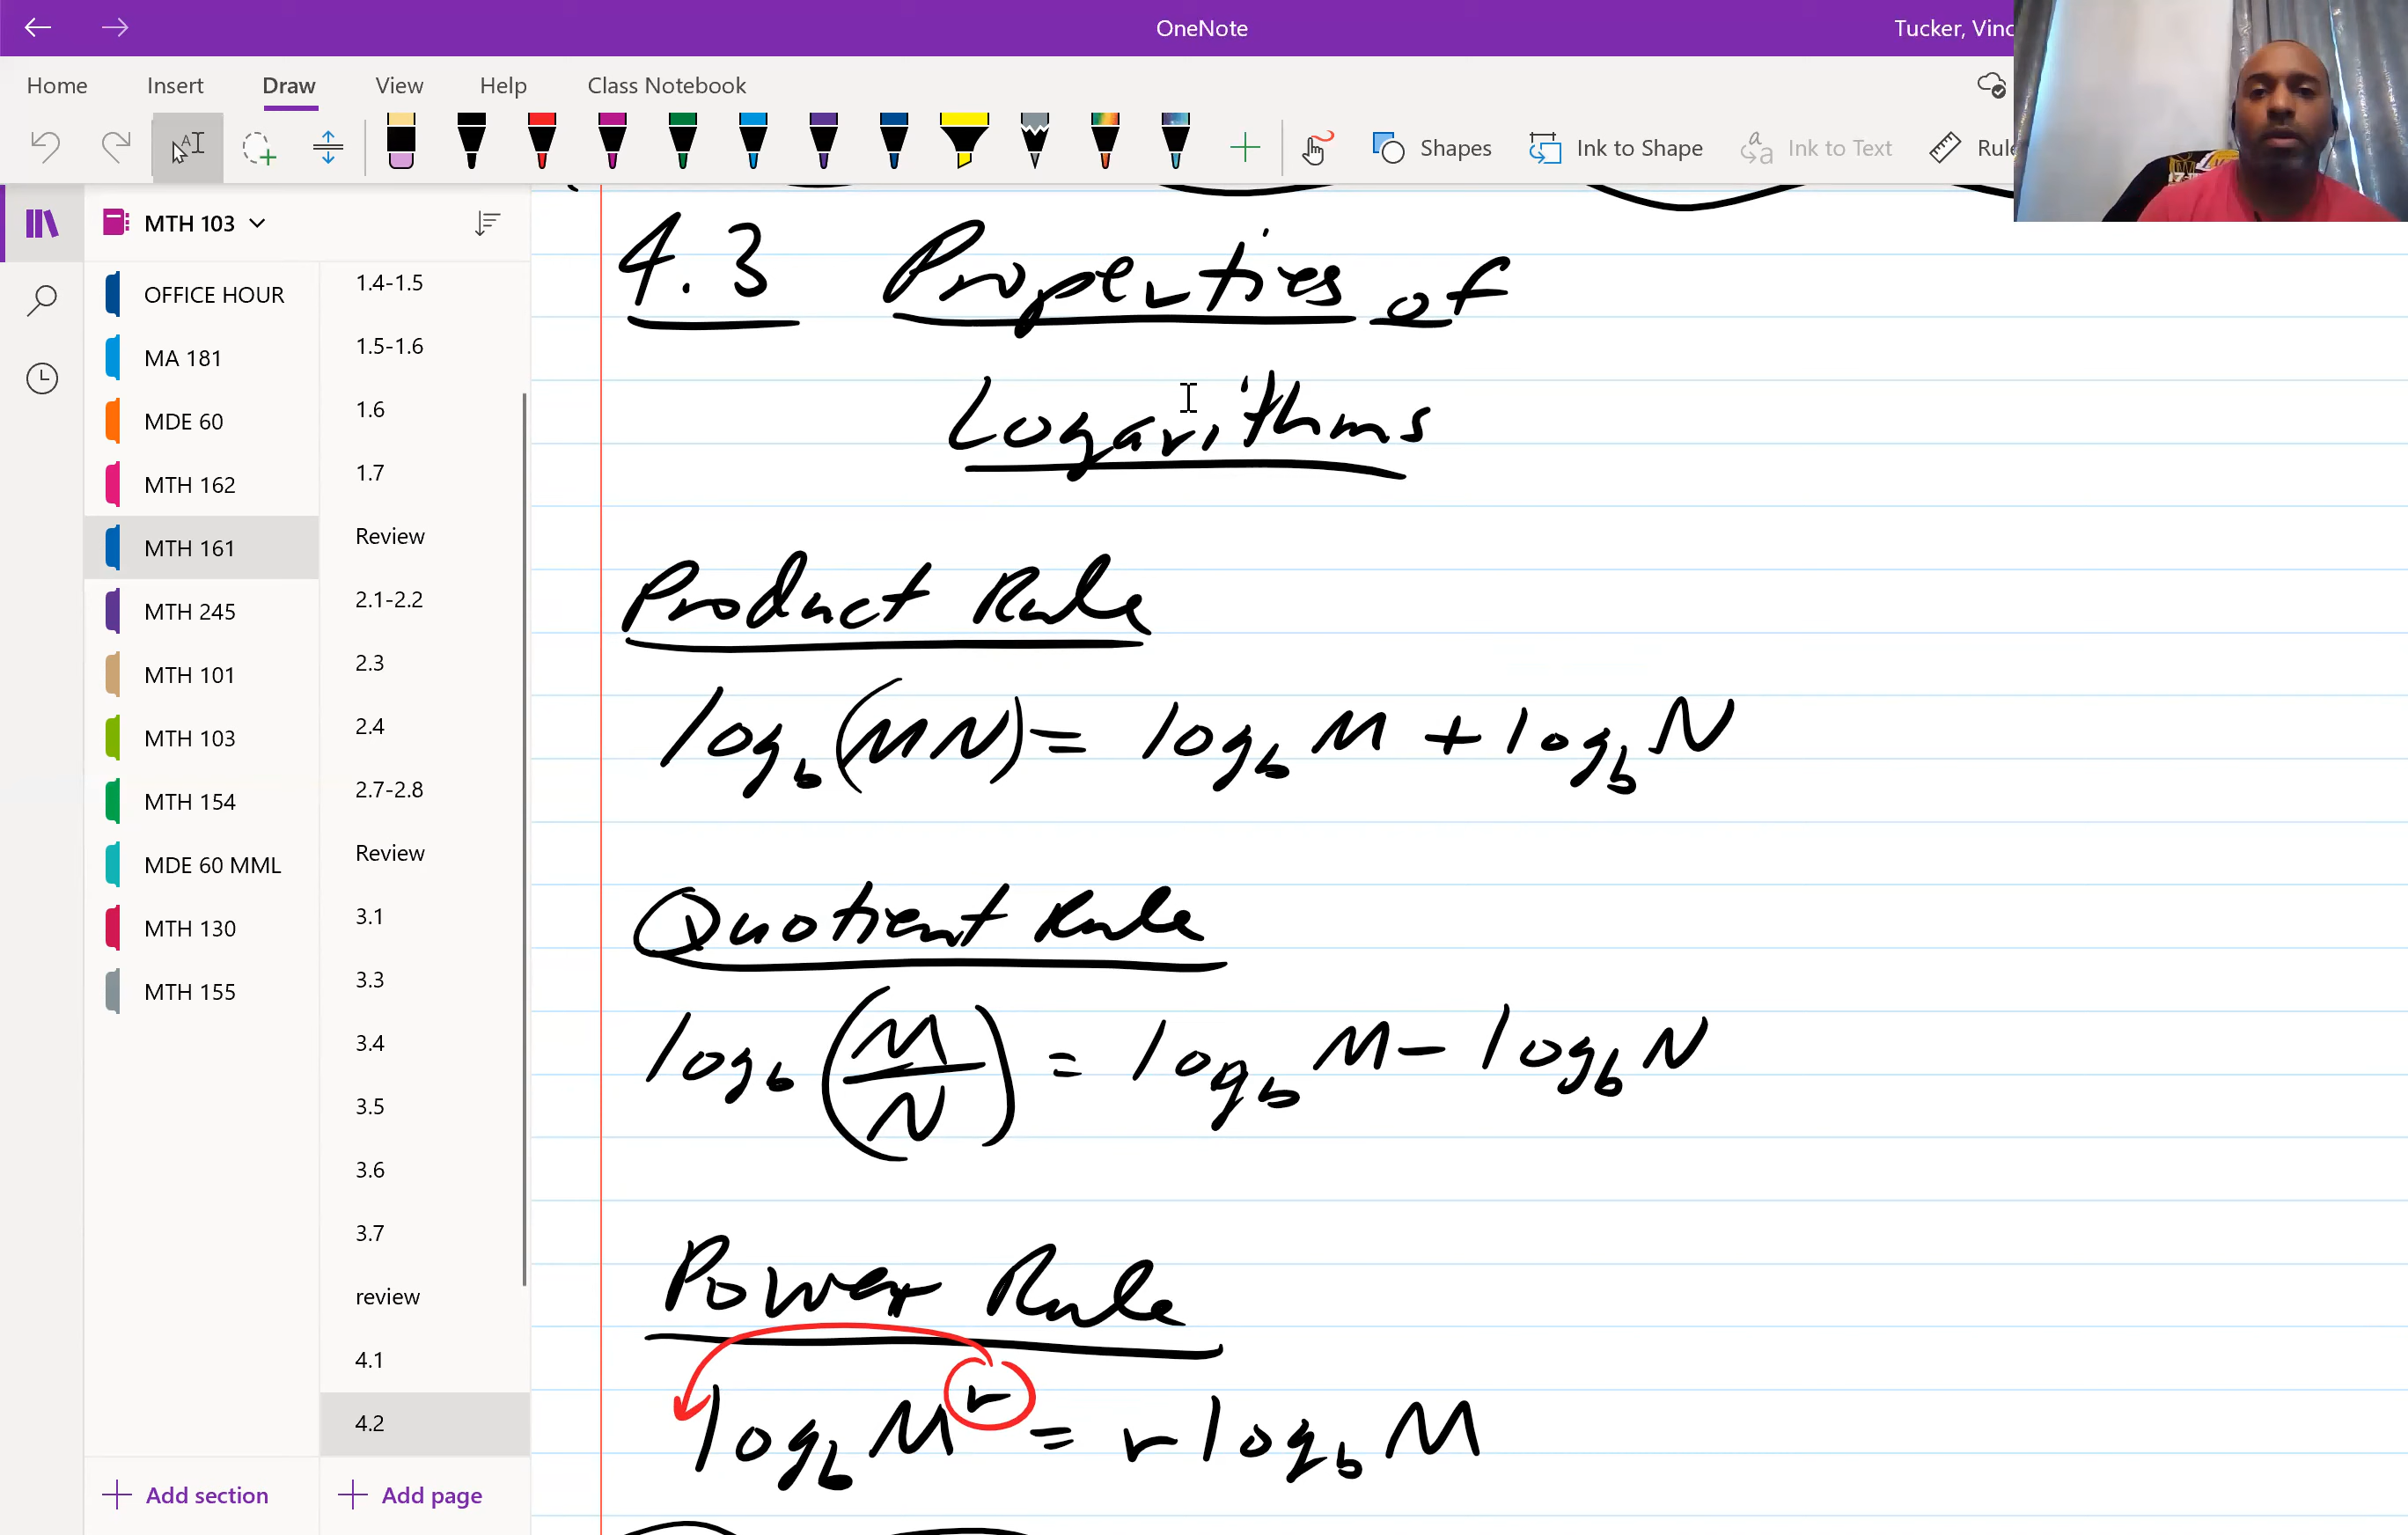 OneNote
Tucker, Vinc
Home Insert Draw View Help Class Notebook
Shapes Ink to Shape Ink to Text Rule
MTH 103
OFFICE HOUR
MA 181
MDE 60
MTH 162
MTH 161
MTH 245
MTH 101
MTH 103
MTH 154
MDE 60 MML
MTH 130
MTH 155
Add section
1.4-1.5
1.5-1.6
1.6
1.7
Review
2.1-2.2
2.3
2.4
2.7-2.8
Review
3.1
3.3
3.4
3.5
3.6
3.7
review
4.1
4.2
Add page
4.3 Properties of
Logarithms
Product Rule
log_b(MN) = log_b M + log_b N
Quotient Rule
log_b(M/N) = log_b M - log_b N
Power Rule
log_b M^r = r log_b M